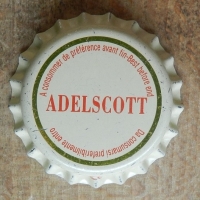 A consommer de préférence avant fin-Best before end
ADELSCOTT
Da consumarsi preferibilmente entro